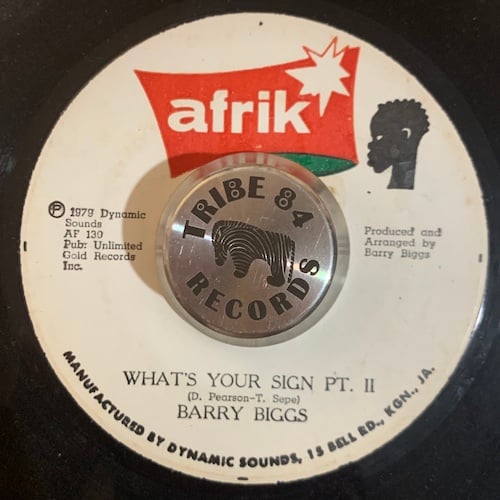 afrik
TRIBE 84
RECORDS
Ⓟ 1979 Dynamic
Sounds
AF 130
Pub: Unlimited
Gold Records
Inc.
Produced and
Arranged by
Barry Biggs
WHAT'S YOUR SIGN PT. II
(D. Pearson-T. Sepe)
BARRY BIGGS
MANUFACTURED BY DYNAMIC SOUNDS, 15 BELL RD., KGN., JA.